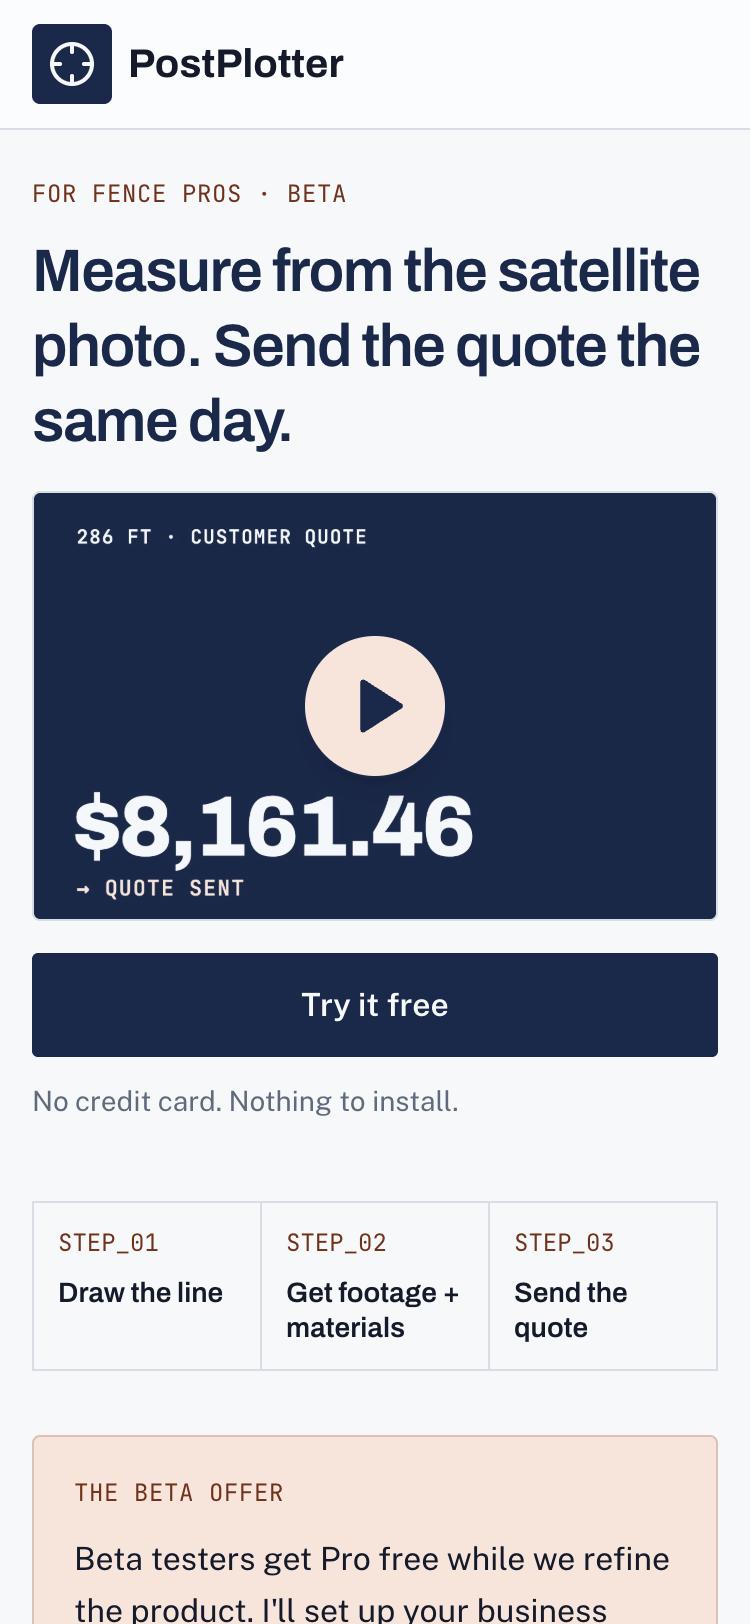 PostPlotter
FOR FENCE PROS · BETA
Measure from the satellite
photo. Send the quote the
same day.
286 FT · CUSTOMER QUOTE
$8,161.46
→ QUOTE SENT
Try it free
No credit card. Nothing to install.
STEP_01
Draw the line
STEP_02
Get footage +
materials
STEP_03
Send the
quote
THE BETA OFFER
Beta testers get Pro free while we refine
the product. I'll set up your business